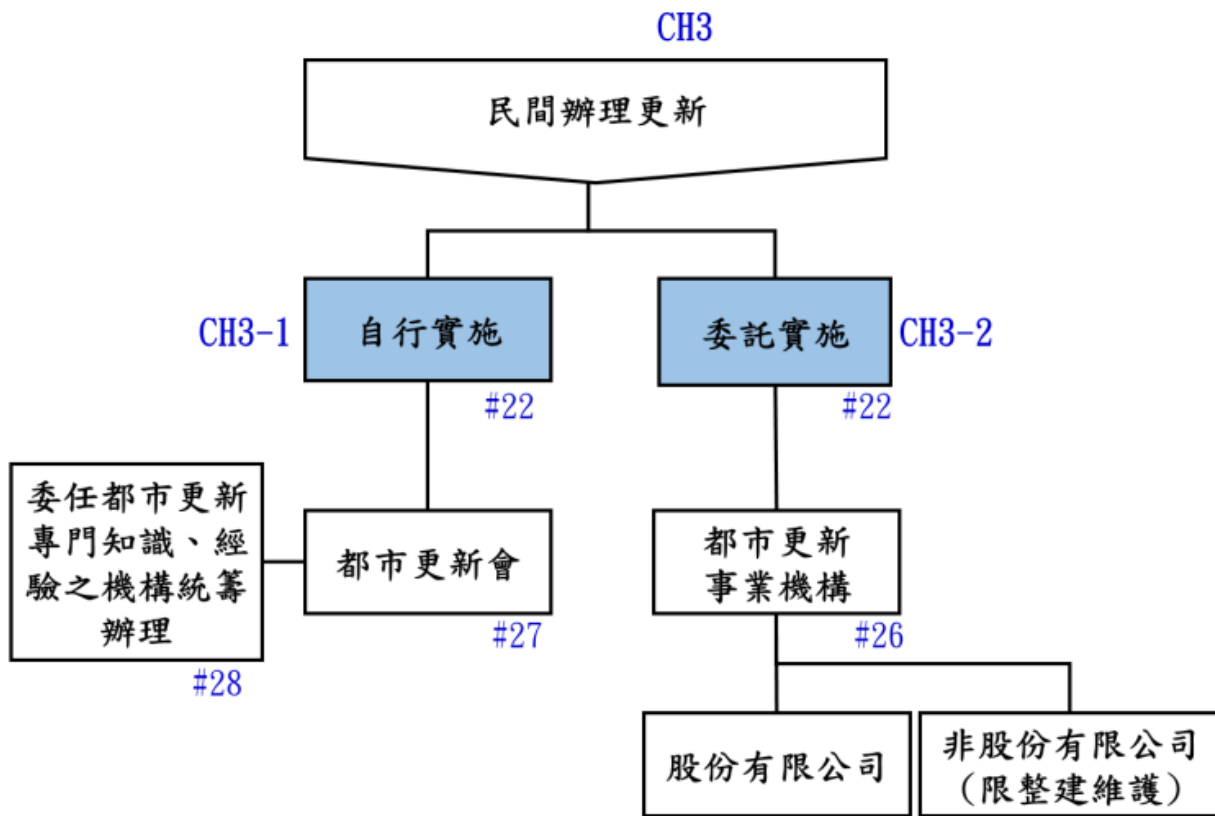 CH3
民間辦理更新
CH3-1
自行實施
#22
委託實施
CH3-2
#22
委任都市更新
專門知識、經
驗之機構統籌
辦理
#28
都市更新會
#27
都市更新
事業機構
#26
股份有限公司
非股份有限公司
(限整建維護)